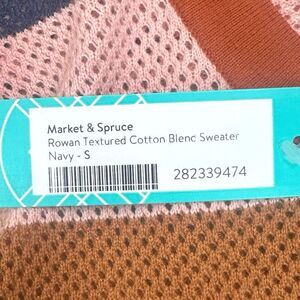 Market & Spruce
Rowan Textured Cotton Blend Sweater
Navy - S
282339474